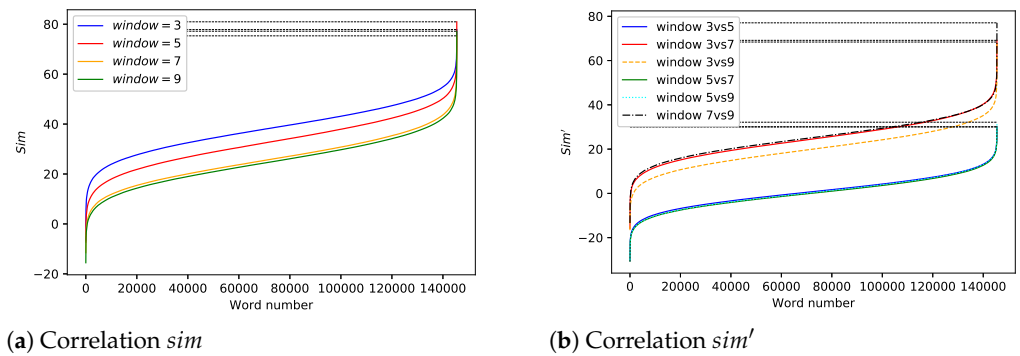 80
60
40
20
0
−20
Sim
window = 3
window = 5
window = 7
window = 9
0 20000 40000 60000 80000 100000 120000 140000
Word number
(a) Correlation sim
80
60
40
20
0
−20
Sim′
window 3vs5
window 3vs7
window 3vs9
window 5vs7
window 5vs9
window 7vs9
0 20000 40000 60000 80000 100000 120000 140000
Word number
(b) Correlation sim′